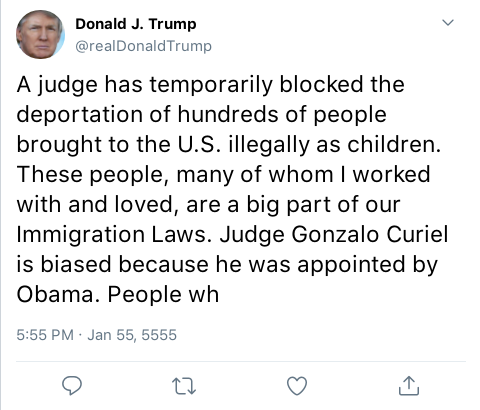 Donald J. Trump
@realDonaldTrump
A judge has temporarily blocked the
deportation of hundreds of people
brought to the U.S. illegally as children.
These people, many of whom I worked
with and loved, are a big part of our
Immigration Laws. Judge Gonzalo Curiel
is biased because he was appointed by
Obama. People wh
5:55 PM · Jan 55, 5555